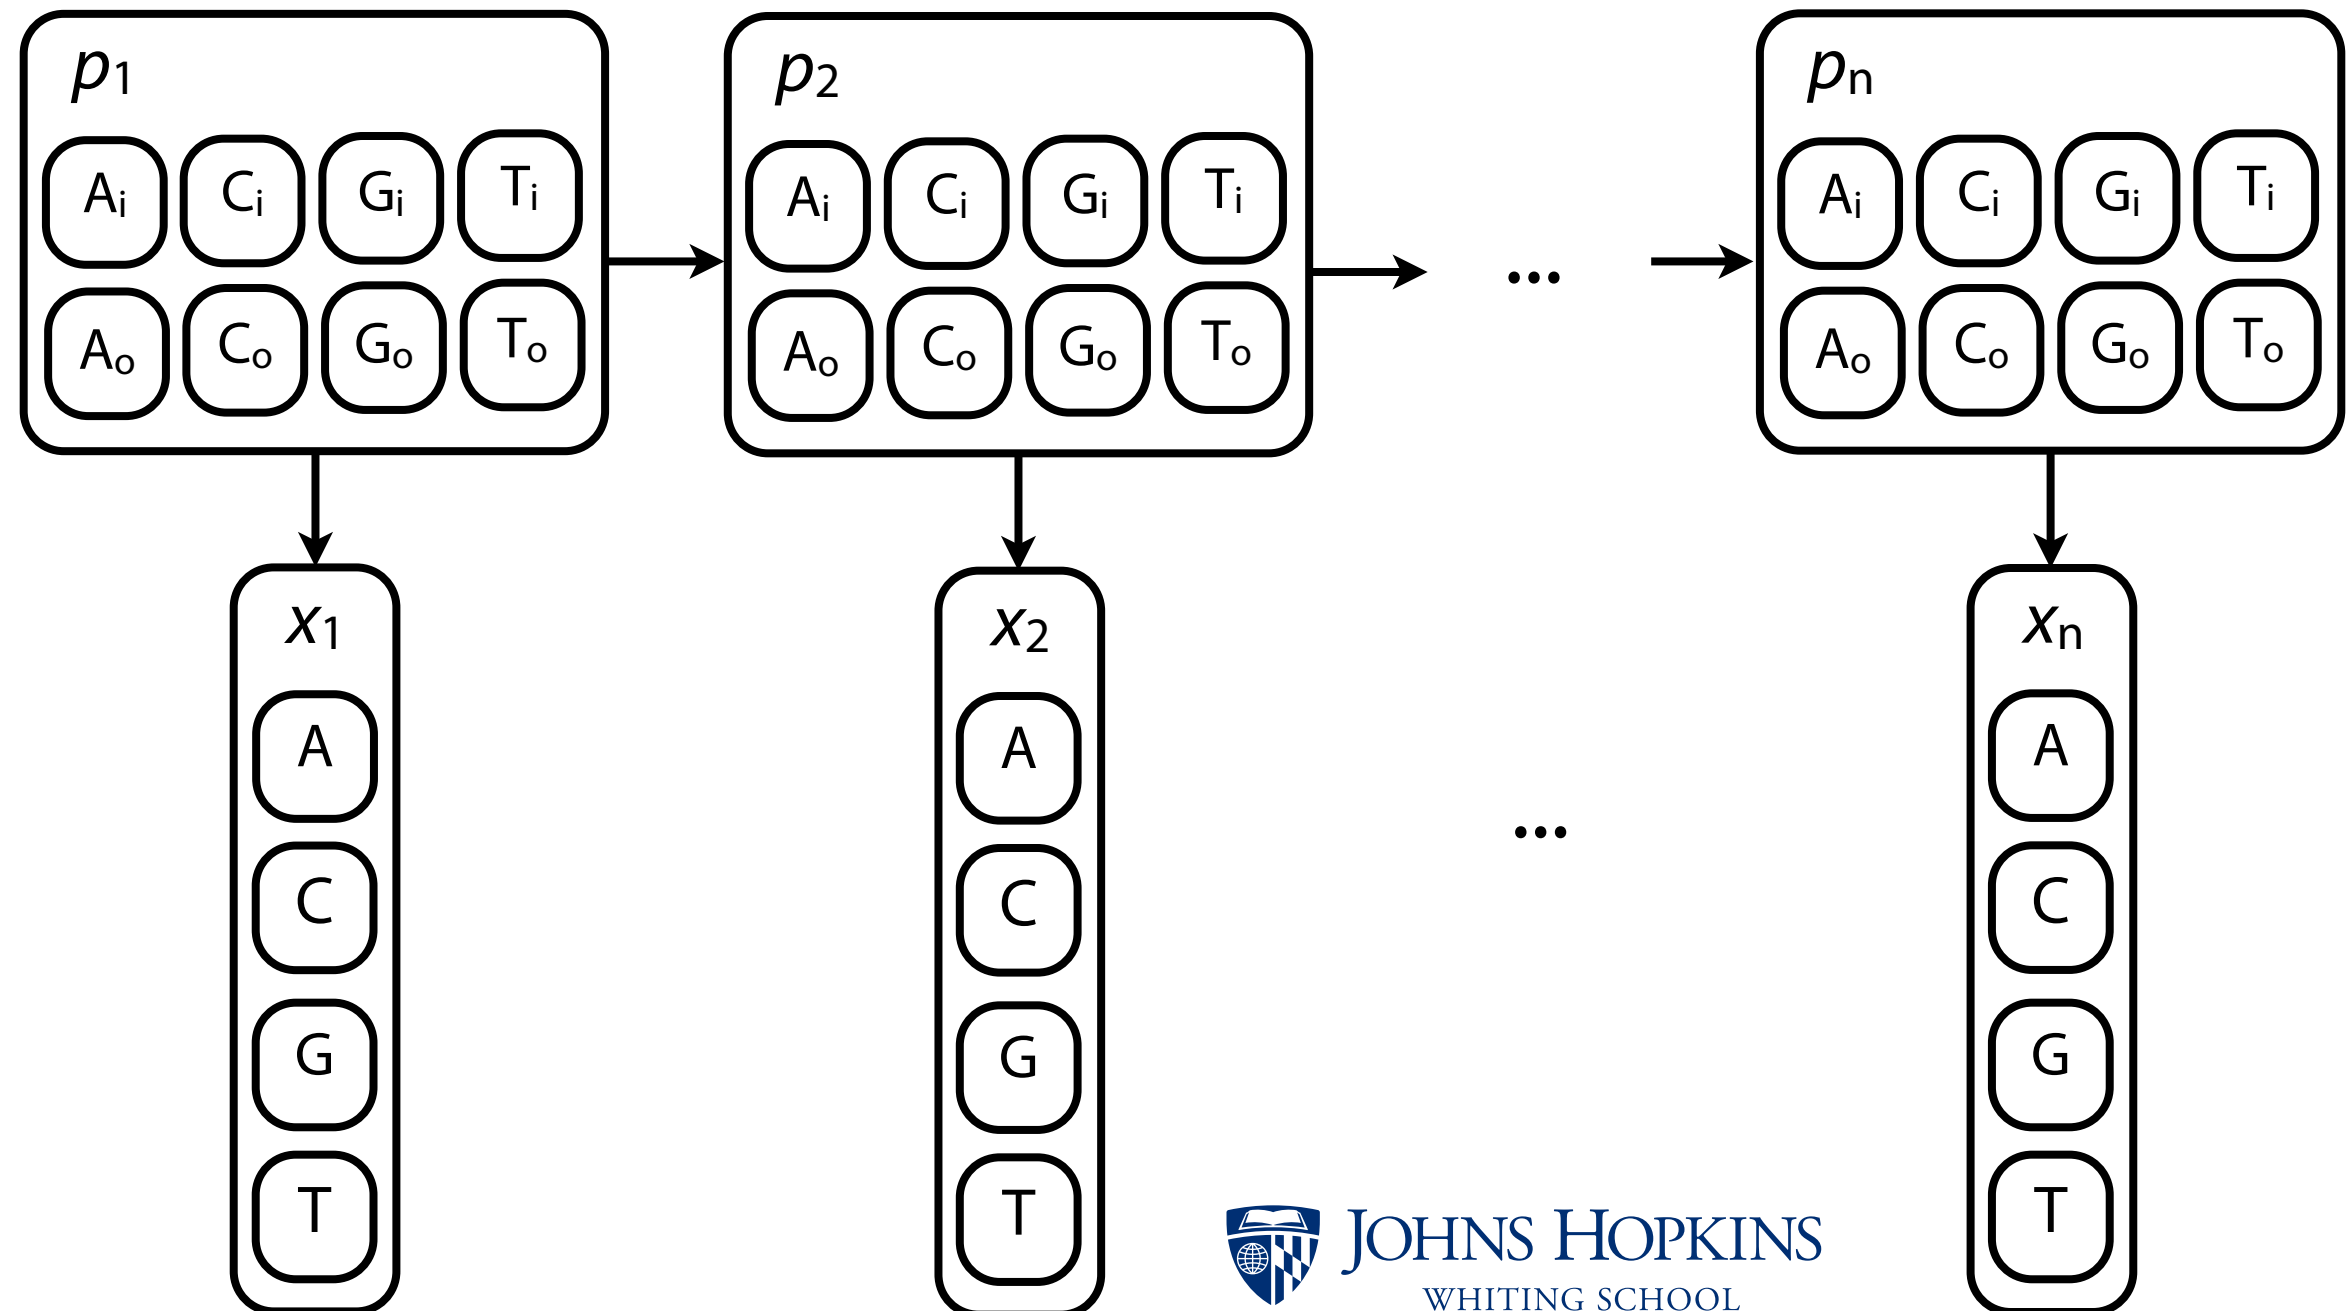 p1 p2 pn
Ai Ci Gi Ti Ai Ci Gi Ti ... Ai Ci Gi Ti
Ao Co Go To Ao Co Go To Ao Co Go To
x1 x2 xn
A A A
C C ... C
G G G
T T T
JOHNS HOPKINS
WHITING SCHOOL